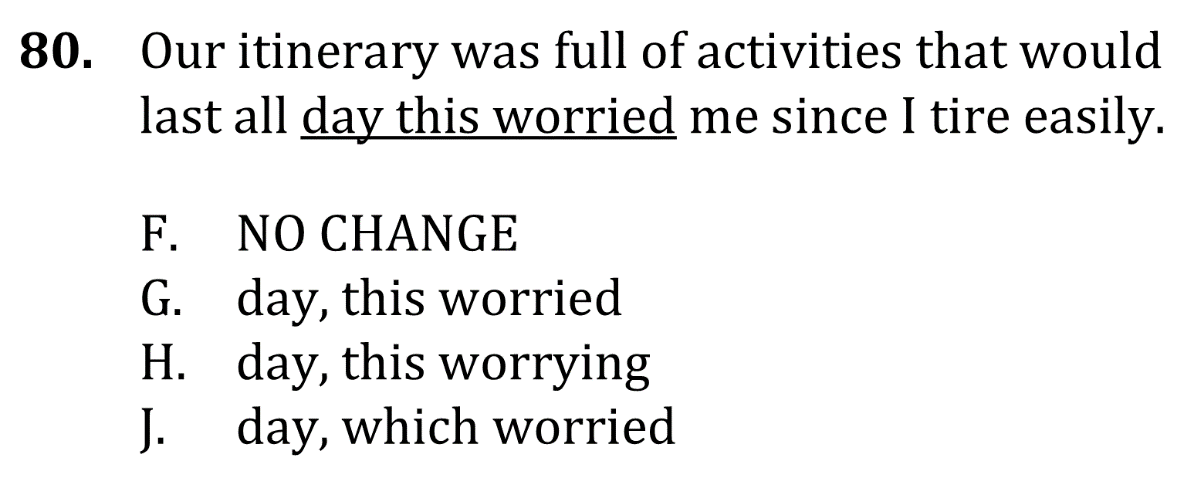 80. Our itinerary was full of activities that would
last all day this worried me since I tire easily.
F. NO CHANGE
G. day, this worried
H. day, this worrying
J. day, which worried